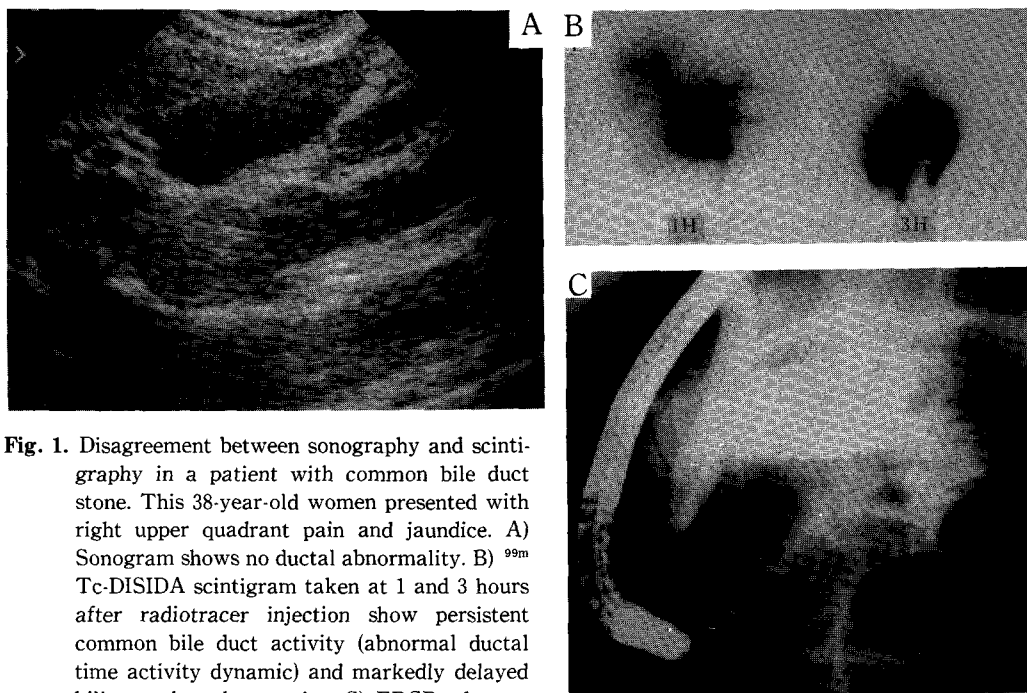 A
B
1H
3H
C
Fig. 1. Disagreement between sonography and scinti-
graphy in a patient with common bile duct
stone. This 38-year-old women presented with
right upper quadrant pain and jaundice. A)
Sonogram shows no ductal abnormality. B) ⁹⁹ᵐ
Tc-DISIDA scintigram taken at 1 and 3 hours
after radiotracer injection show persistent
common bile duct activity (abnormal ductal
time activity dynamic) and markedly delayed